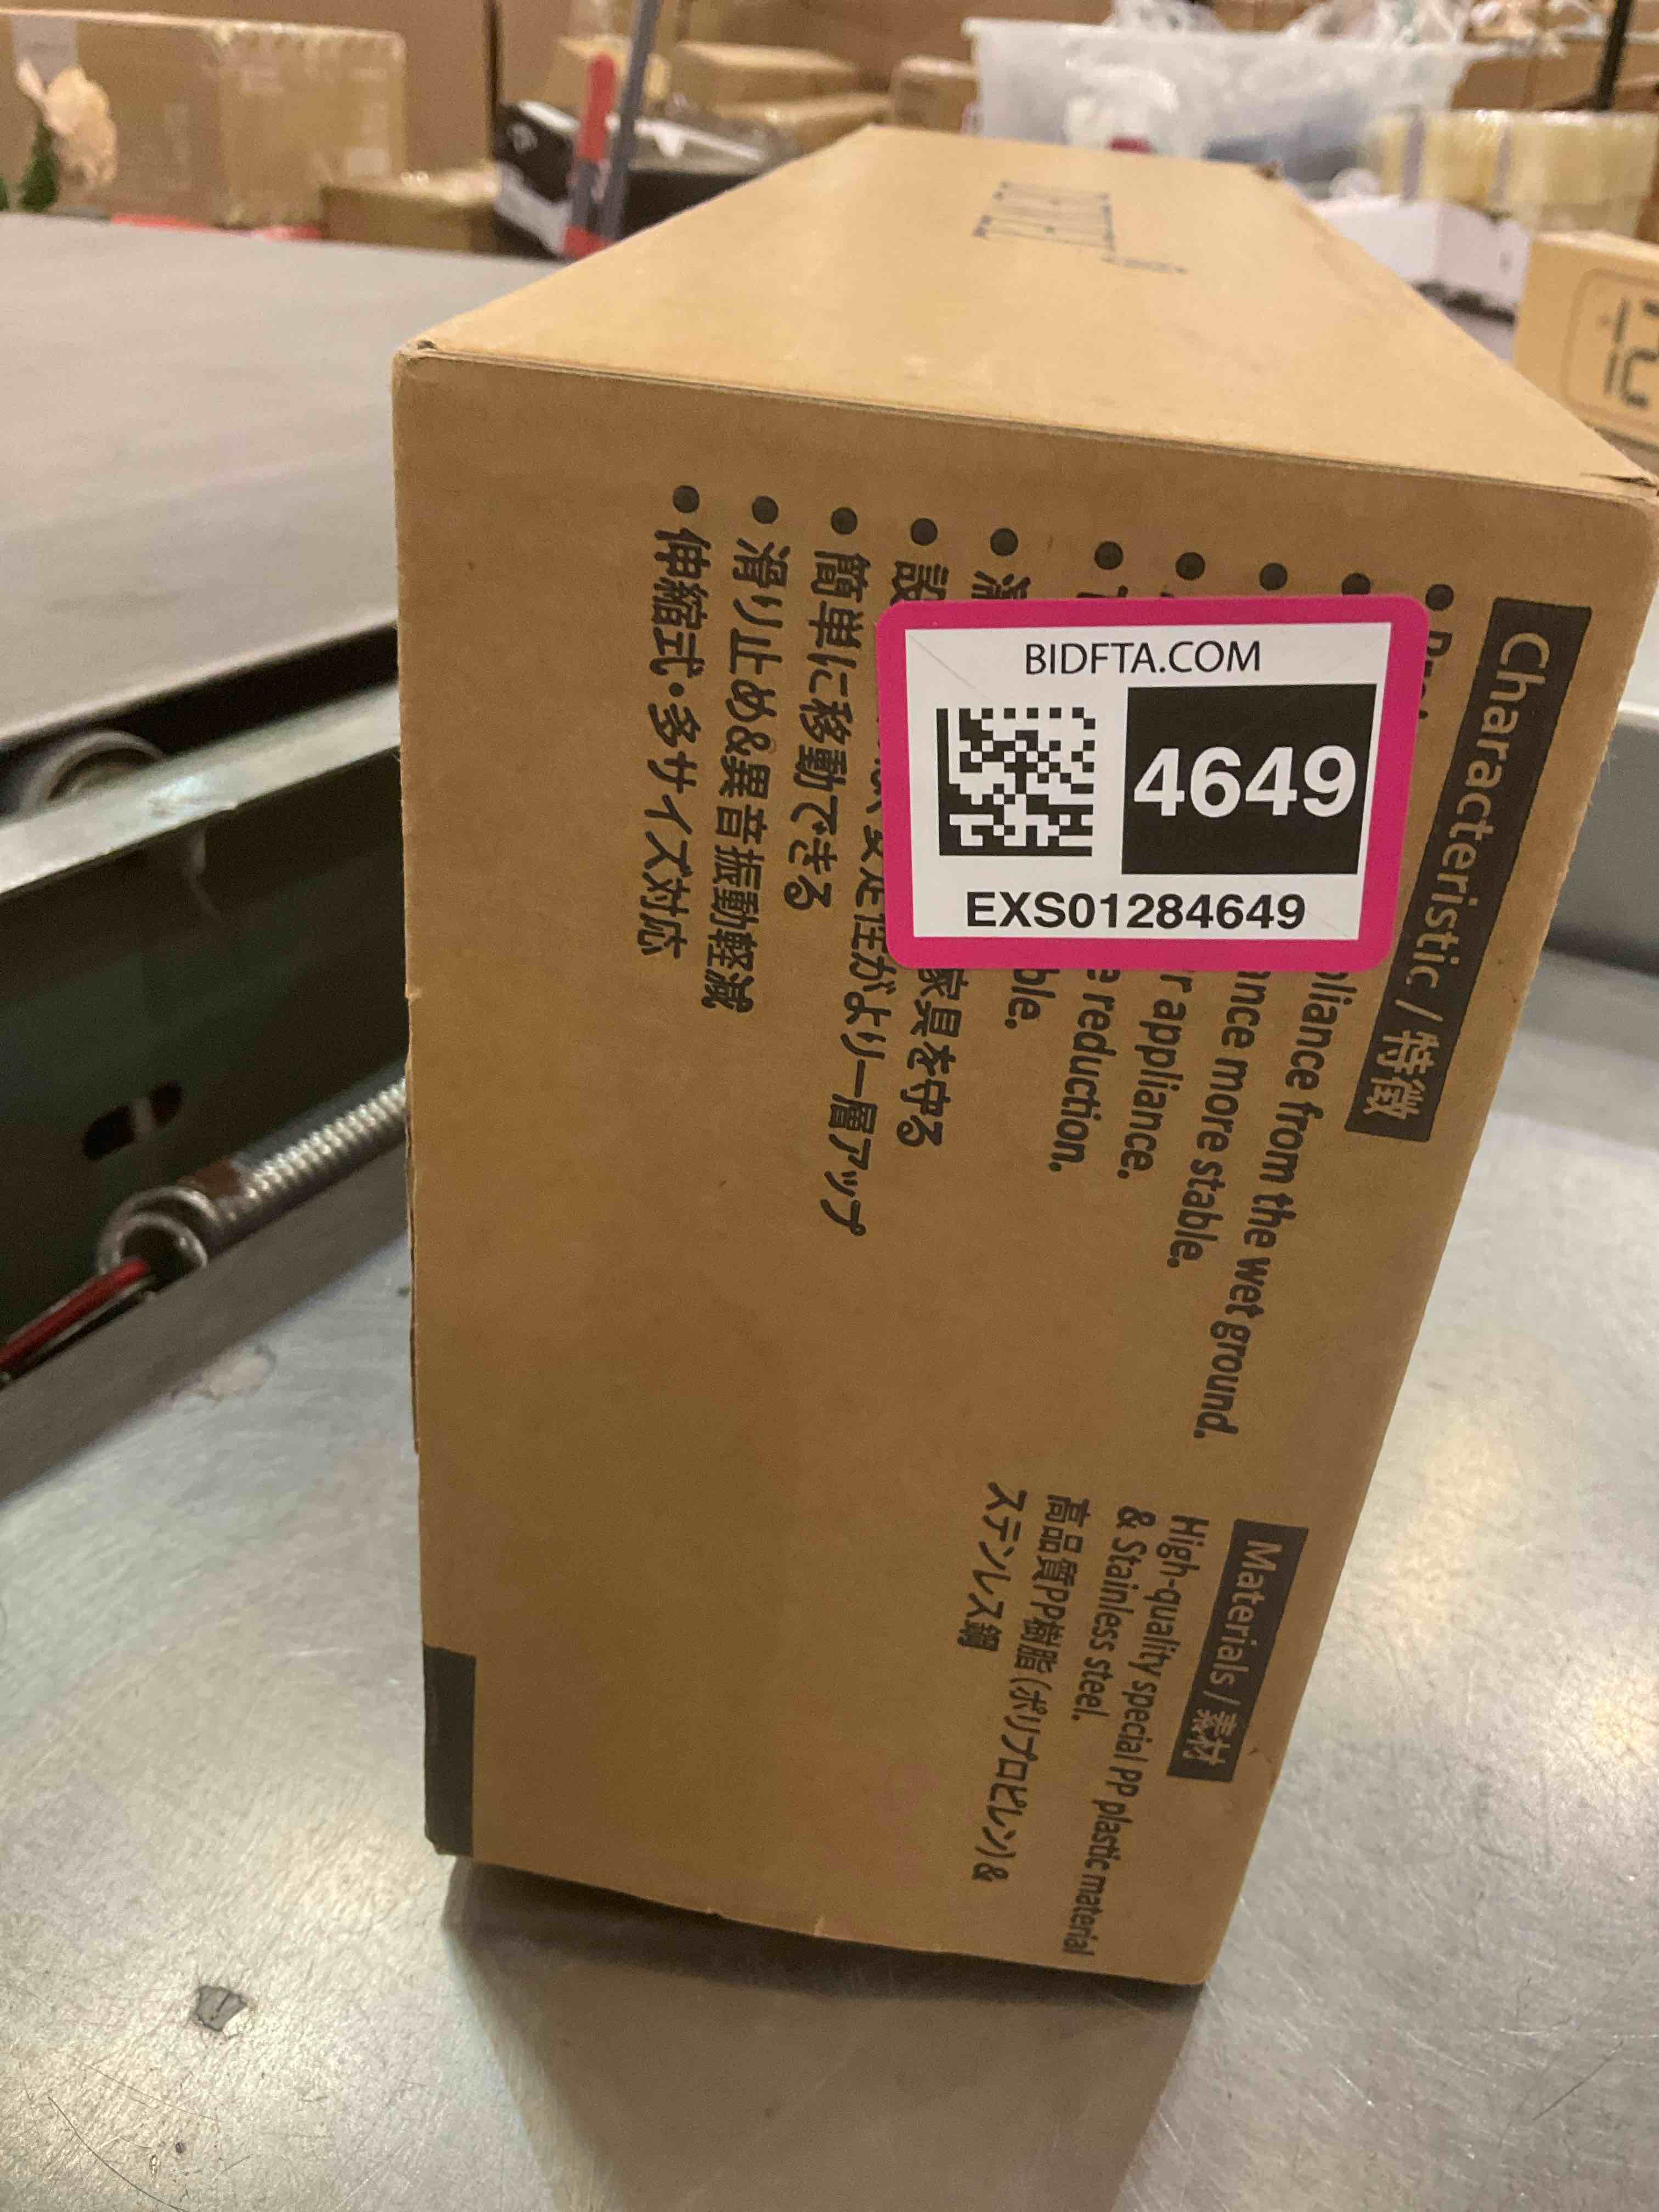 BIDFTA.COM
4649
EXS01284649
Characteristic / 特徴
pliance from the wet ground.
nce more stable.
r appliance.
e reduction.
ble.
家具を守る
安定性がより一層アップ
簡単に移動できる
滑り止め&異音振動軽減
伸縮式・多サイズ対応
Materials / 素材
High-quality special PP plastic material
& Stainless steel.
高品質PP樹脂(ポリプロピレン)&
ステンレス鋼